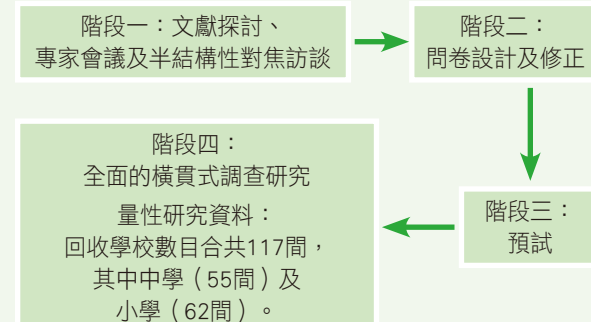 階段一：文獻探討、
專家會議及半結構性對焦訪談
階段二：
問卷設計及修正
階段三：
預試
階段四：
全面的橫貫式調查研究
量性研究資料：
回收學校數目合共117間，
其中中學（55間）及
小學（62間）。